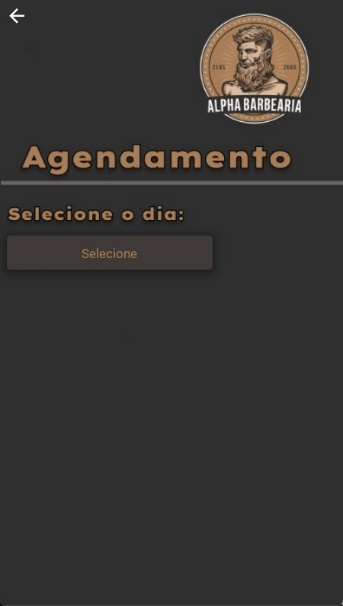 ALPHA BARBEARIA
Agendamento
Selecione o dia:
Selecione